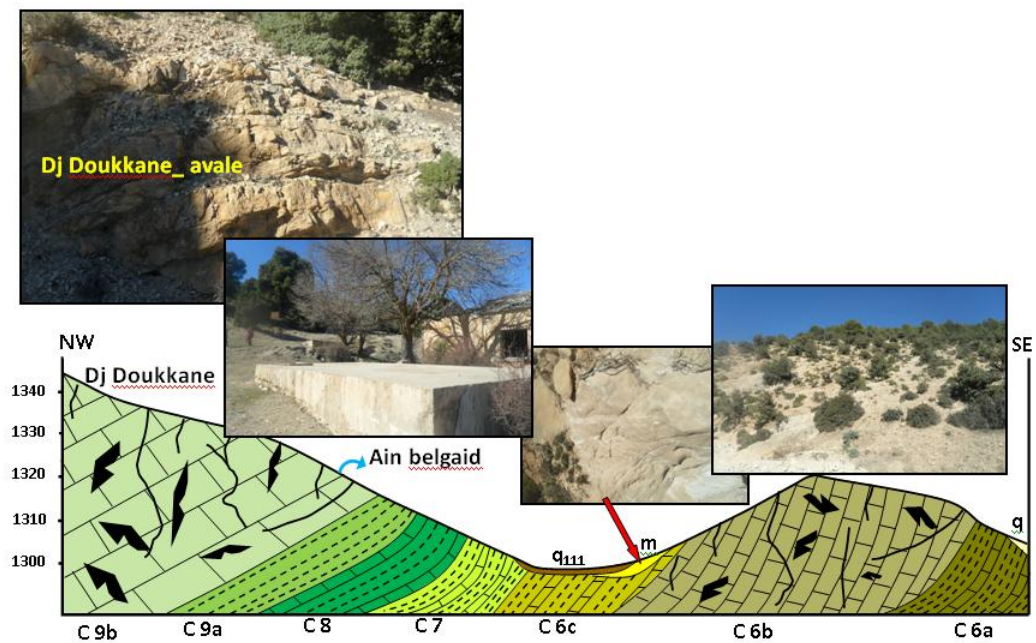 Dj Doukkane_ avale
NW
SE
Dj Doukkane
1340
1330
1320
1310
1300
Ain belgaid
q111
m
q
C 9b
C 9a
C 8
C 7
C 6c
C 6b
C 6a